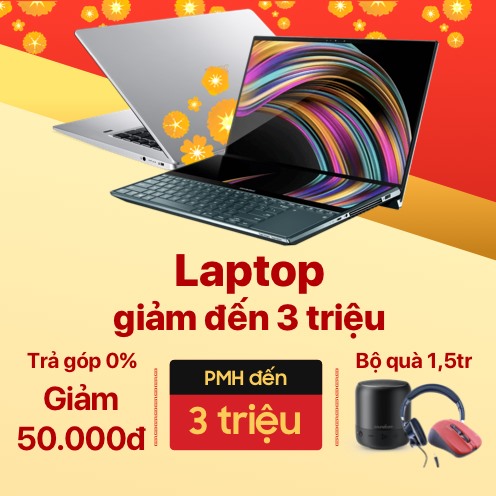 Laptop
giảm đến 3 triệu
Trả góp 0%
Giảm
50.000đ
PMH đến
3 triệu
Bộ quà 1,5tr